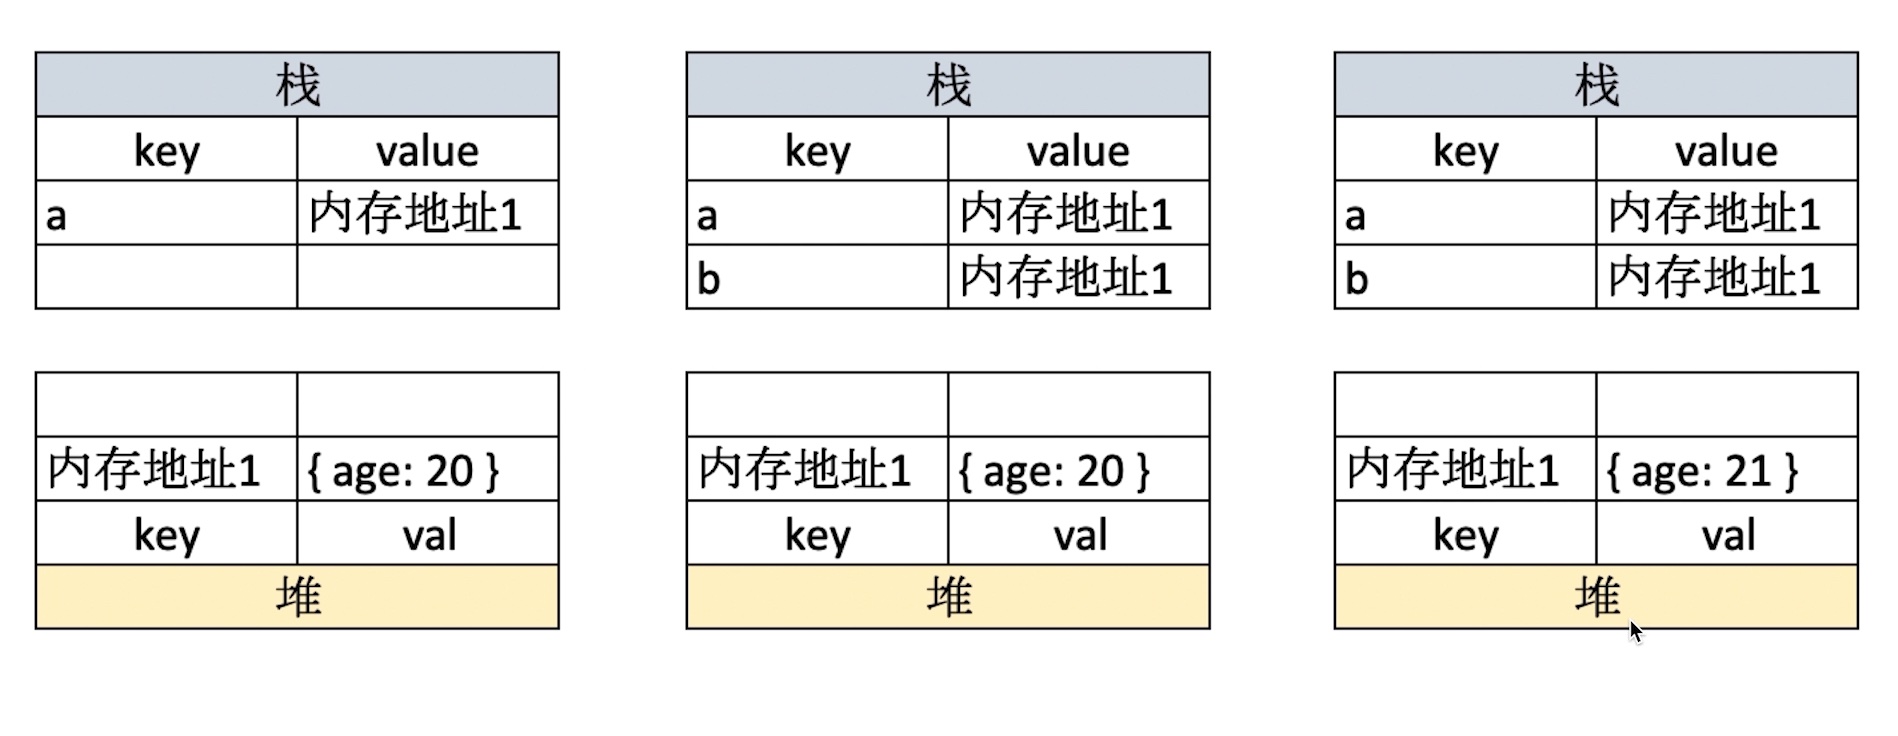 栈
key value
a 内存地址1
内存地址1 { age: 20 }
key val
堆
栈
key value
a 内存地址1
b 内存地址1
内存地址1 { age: 20 }
key val
堆
栈
key value
a 内存地址1
b 内存地址1
内存地址1 { age: 21 }
key val
堆